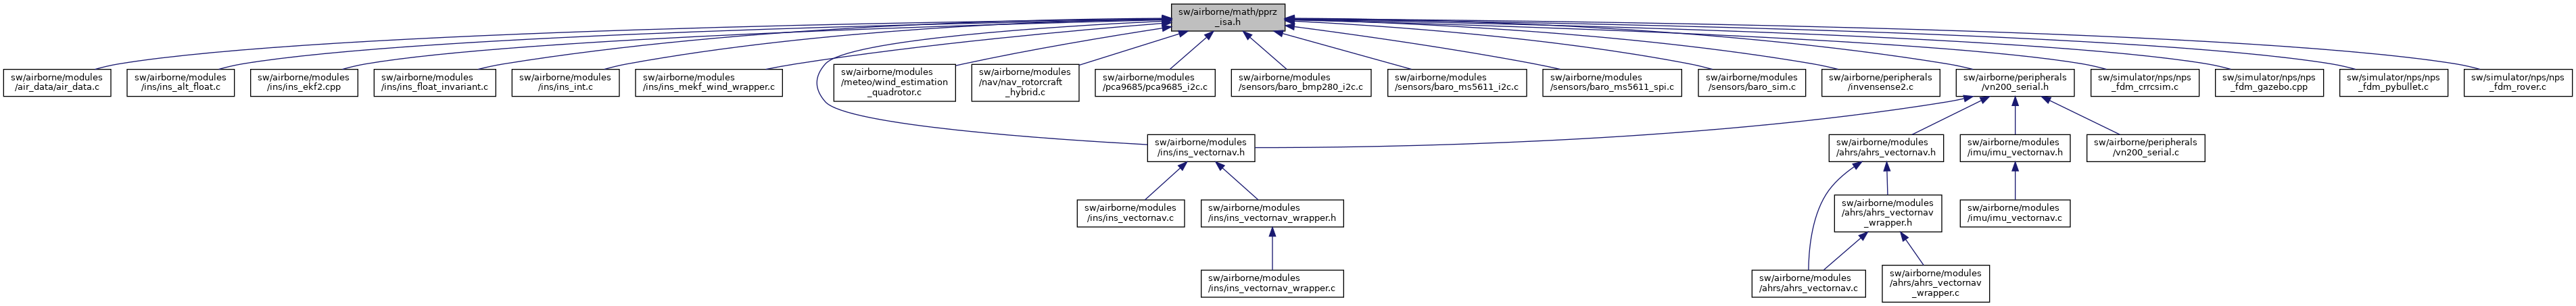 sw/airborne/math/pprz
_isa.h
sw/airborne/modules
/air_data/air_data.c
sw/airborne/modules
/ins/ins_alt_float.c
sw/airborne/modules
/ins/ins_ekf2.cpp
sw/airborne/modules
/ins/ins_float_invariant.c
sw/airborne/modules
/ins/ins_int.c
sw/airborne/modules
/ins/ins_mekf_wind_wrapper.c
sw/airborne/modules
/meteo/wind_estimation
_quadrotor.c
sw/airborne/modules
/nav/nav_rotorcraft
_hybrid.c
sw/airborne/modules
/pca9685/pca9685_i2c.c
sw/airborne/modules
/sensors/baro_bmp280_i2c.c
sw/airborne/modules
/sensors/baro_ms5611_i2c.c
sw/airborne/modules
/sensors/baro_ms5611_spi.c
sw/airborne/modules
/sensors/baro_sim.c
sw/airborne/peripherals
/invensense2.c
sw/airborne/peripherals
/vn200_serial.h
sw/simulator/nps/nps
_fdm_crrcsim.c
sw/simulator/nps/nps
_fdm_gazebo.cpp
sw/simulator/nps/nps
_fdm_pybullet.c
sw/simulator/nps/nps
_fdm_rover.c
sw/airborne/modules
/ins/ins_vectornav.h
sw/airborne/modules
/ahrs/ahrs_vectornav.h
sw/airborne/modules
/imu/imu_vectornav.h
sw/airborne/peripherals
/vn200_serial.c
sw/airborne/modules
/ins/ins_vectornav.c
sw/airborne/modules
/ins/ins_vectornav_wrapper.h
sw/airborne/modules
/ahrs/ahrs_vectornav
_wrapper.h
sw/airborne/modules
/imu/imu_vectornav.c
sw/airborne/modules
/ins/ins_vectornav_wrapper.c
sw/airborne/modules
/ahrs/ahrs_vectornav.c
sw/airborne/modules
/ahrs/ahrs_vectornav
_wrapper.c